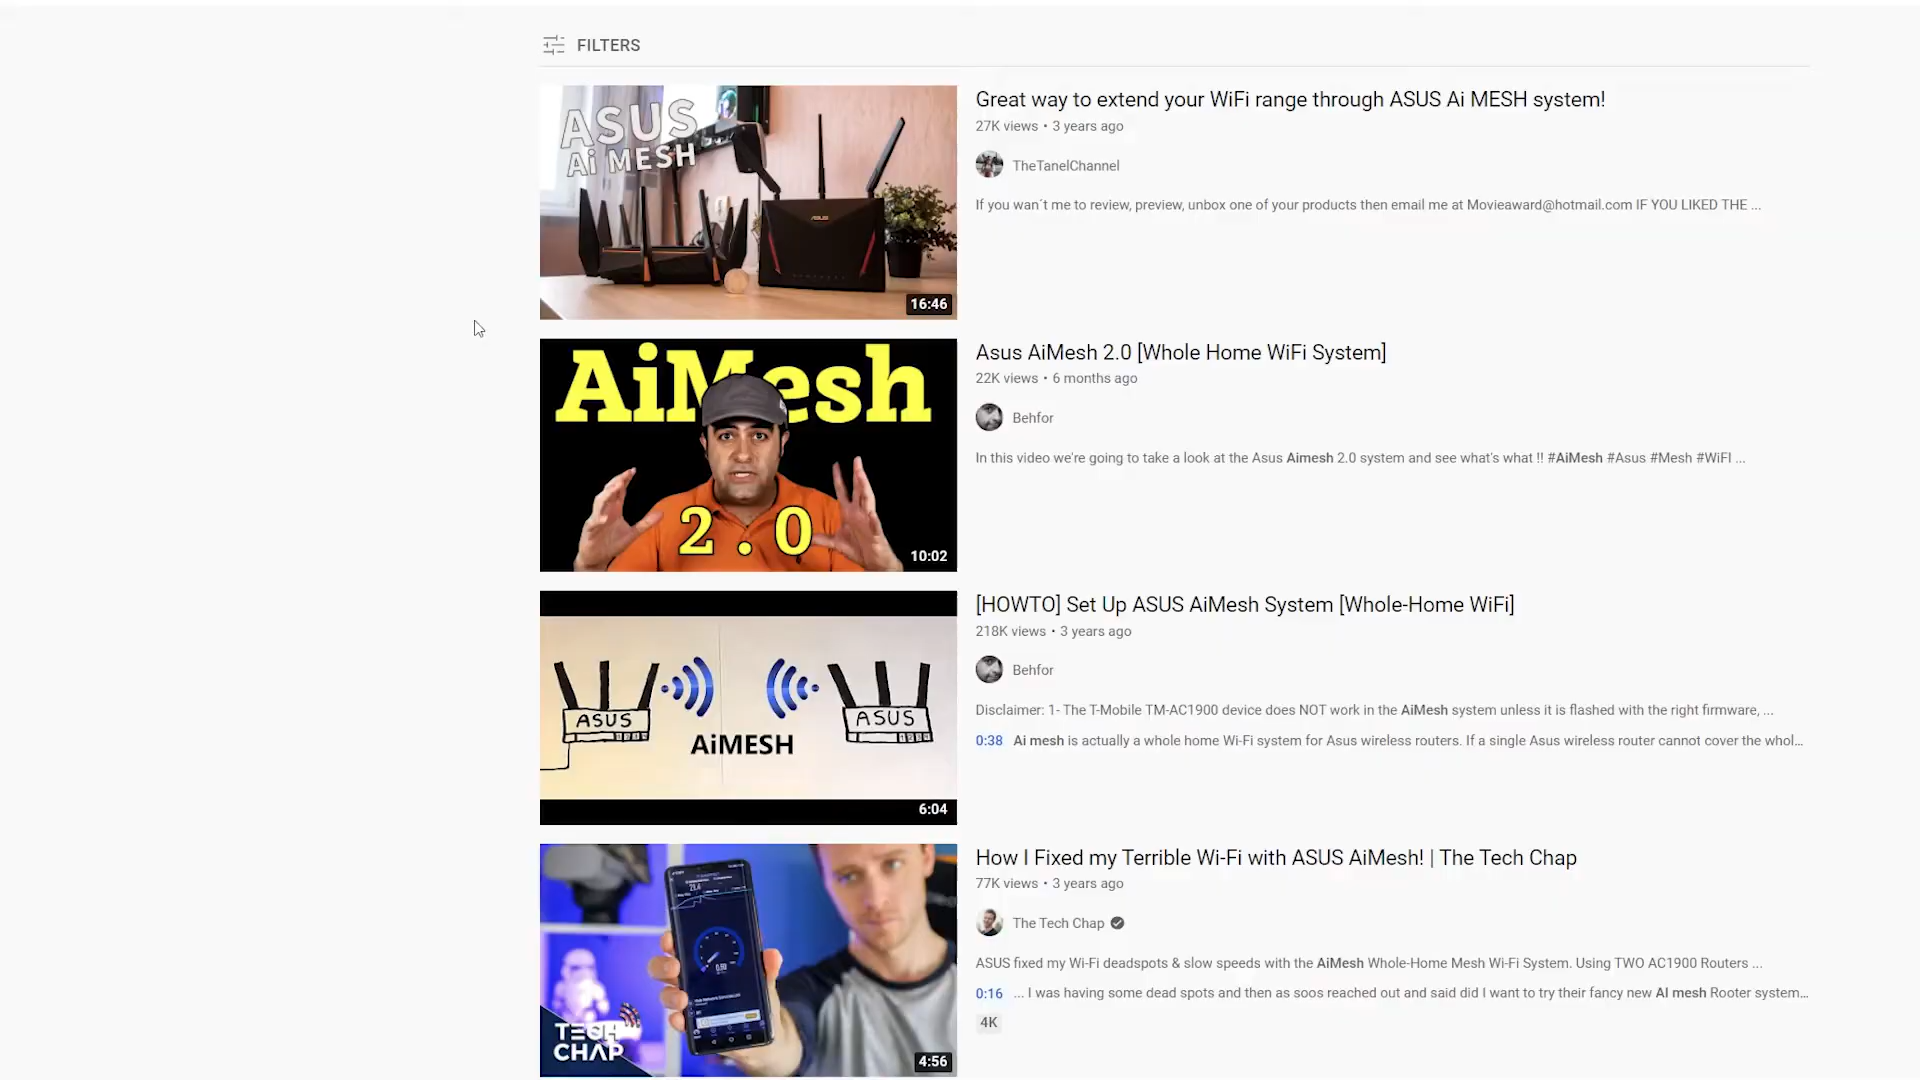 FILTERS
ASUS
Ai MESH
ASUS
16:46
Great way to extend your WiFi range through ASUS Ai MESH system!
27K views • 3 years ago
TheTanelChannel
If you wan´t me to review, preview, unbox one of your products then email me at Movieaward@hotmail.com IF YOU LIKED THE ...
AiMesh
2.0
10:02
Asus AiMesh 2.0 [Whole Home WiFi System]
22K views • 6 months ago
Behfor
In this video we're going to take a look at the Asus Aimesh 2.0 system and see what's what !! #AiMesh #Asus #Mesh #WiFI ...
ASUS
ASUS
AiMESH
6:04
[HOWTO] Set Up ASUS AiMesh System [Whole-Home WiFi]
218K views • 3 years ago
Behfor
Disclaimer: 1- The T-Mobile TM-AC1900 device does NOT work in the AiMesh system unless it is flashed with the right firmware, ...
0:38 Ai mesh is actually a whole home Wi-Fi system for Asus wireless routers. If a single Asus wireless router cannot cover the whol...
TECH
CHAP
4:56
How I Fixed my Terrible Wi-Fi with ASUS AiMesh! | The Tech Chap
77K views • 3 years ago
The Tech Chap
ASUS fixed my Wi-Fi deadspots & slow speeds with the AiMesh Whole-Home Mesh Wi-Fi System. Using TWO AC1900 Routers ...
0:16 ... I was having some dead spots and then as soos reached out and said did I want to try their fancy new AI mesh Rooter system...
4K